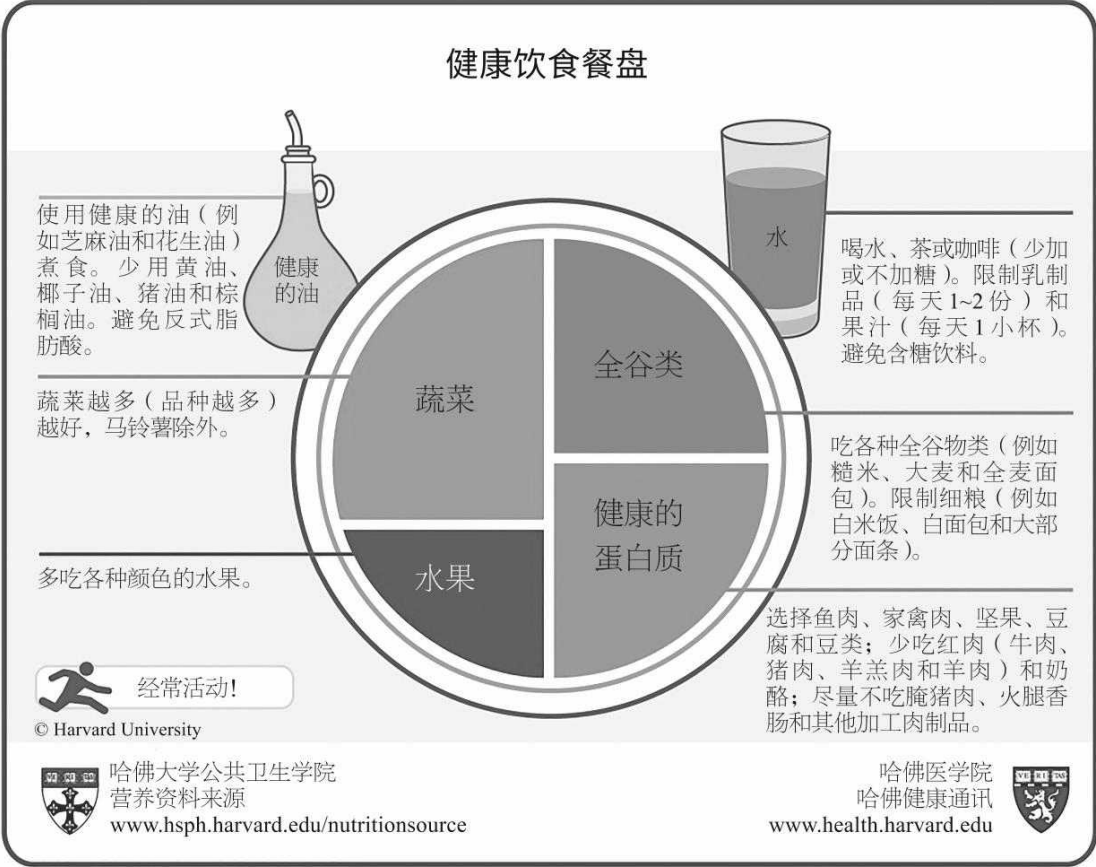 健康饮食餐盘
使用健康的油（例
如芝麻油和花生油）
煮食。少用黄油、
椰子油、猪油和棕
榈油。避免反式脂
肪酸。
健康
的油
水
喝水、茶或咖啡（少加
或不加糖）。限制乳制
品（每天1~2份）和
果汁（每天1小杯）。
避免含糖饮料。
蔬菜越多（品种越多）
越好，马铃薯除外。
蔬菜
全谷类
吃各种全谷物类（例如
糙米、大麦和全麦面
包）。限制细粮（例如
白米饭、白面包和大部
分面条）。
多吃各种颜色的水果。
水果
健康的
蛋白质
选择鱼肉、家禽肉、坚果、豆
腐和豆类；少吃红肉（牛肉、
猪肉、羊羔肉和羊肉）和奶
酪；尽量不吃腌猪肉、火腿香
肠和其他加工肉制品。
经常活动！
© Harvard University
哈佛大学公共卫生学院
营养资料来源
www.hsph.harvard.edu/nutritionsource
哈佛医学院
哈佛健康通讯
www.health.harvard.edu
VE RI TAS